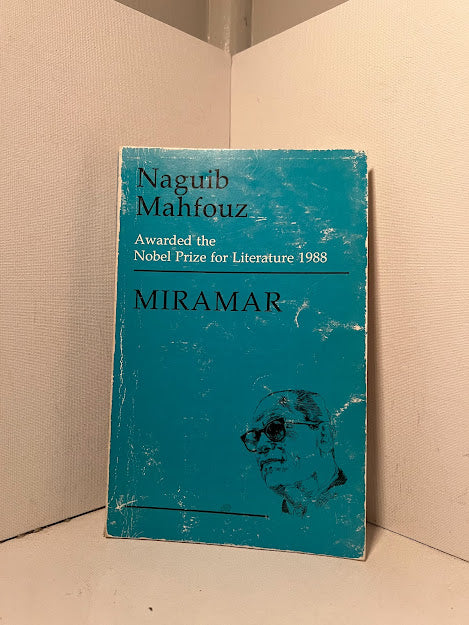 Naguib
Mahfouz
Awarded the
Nobel Prize for Literature 1988
MIRAMAR